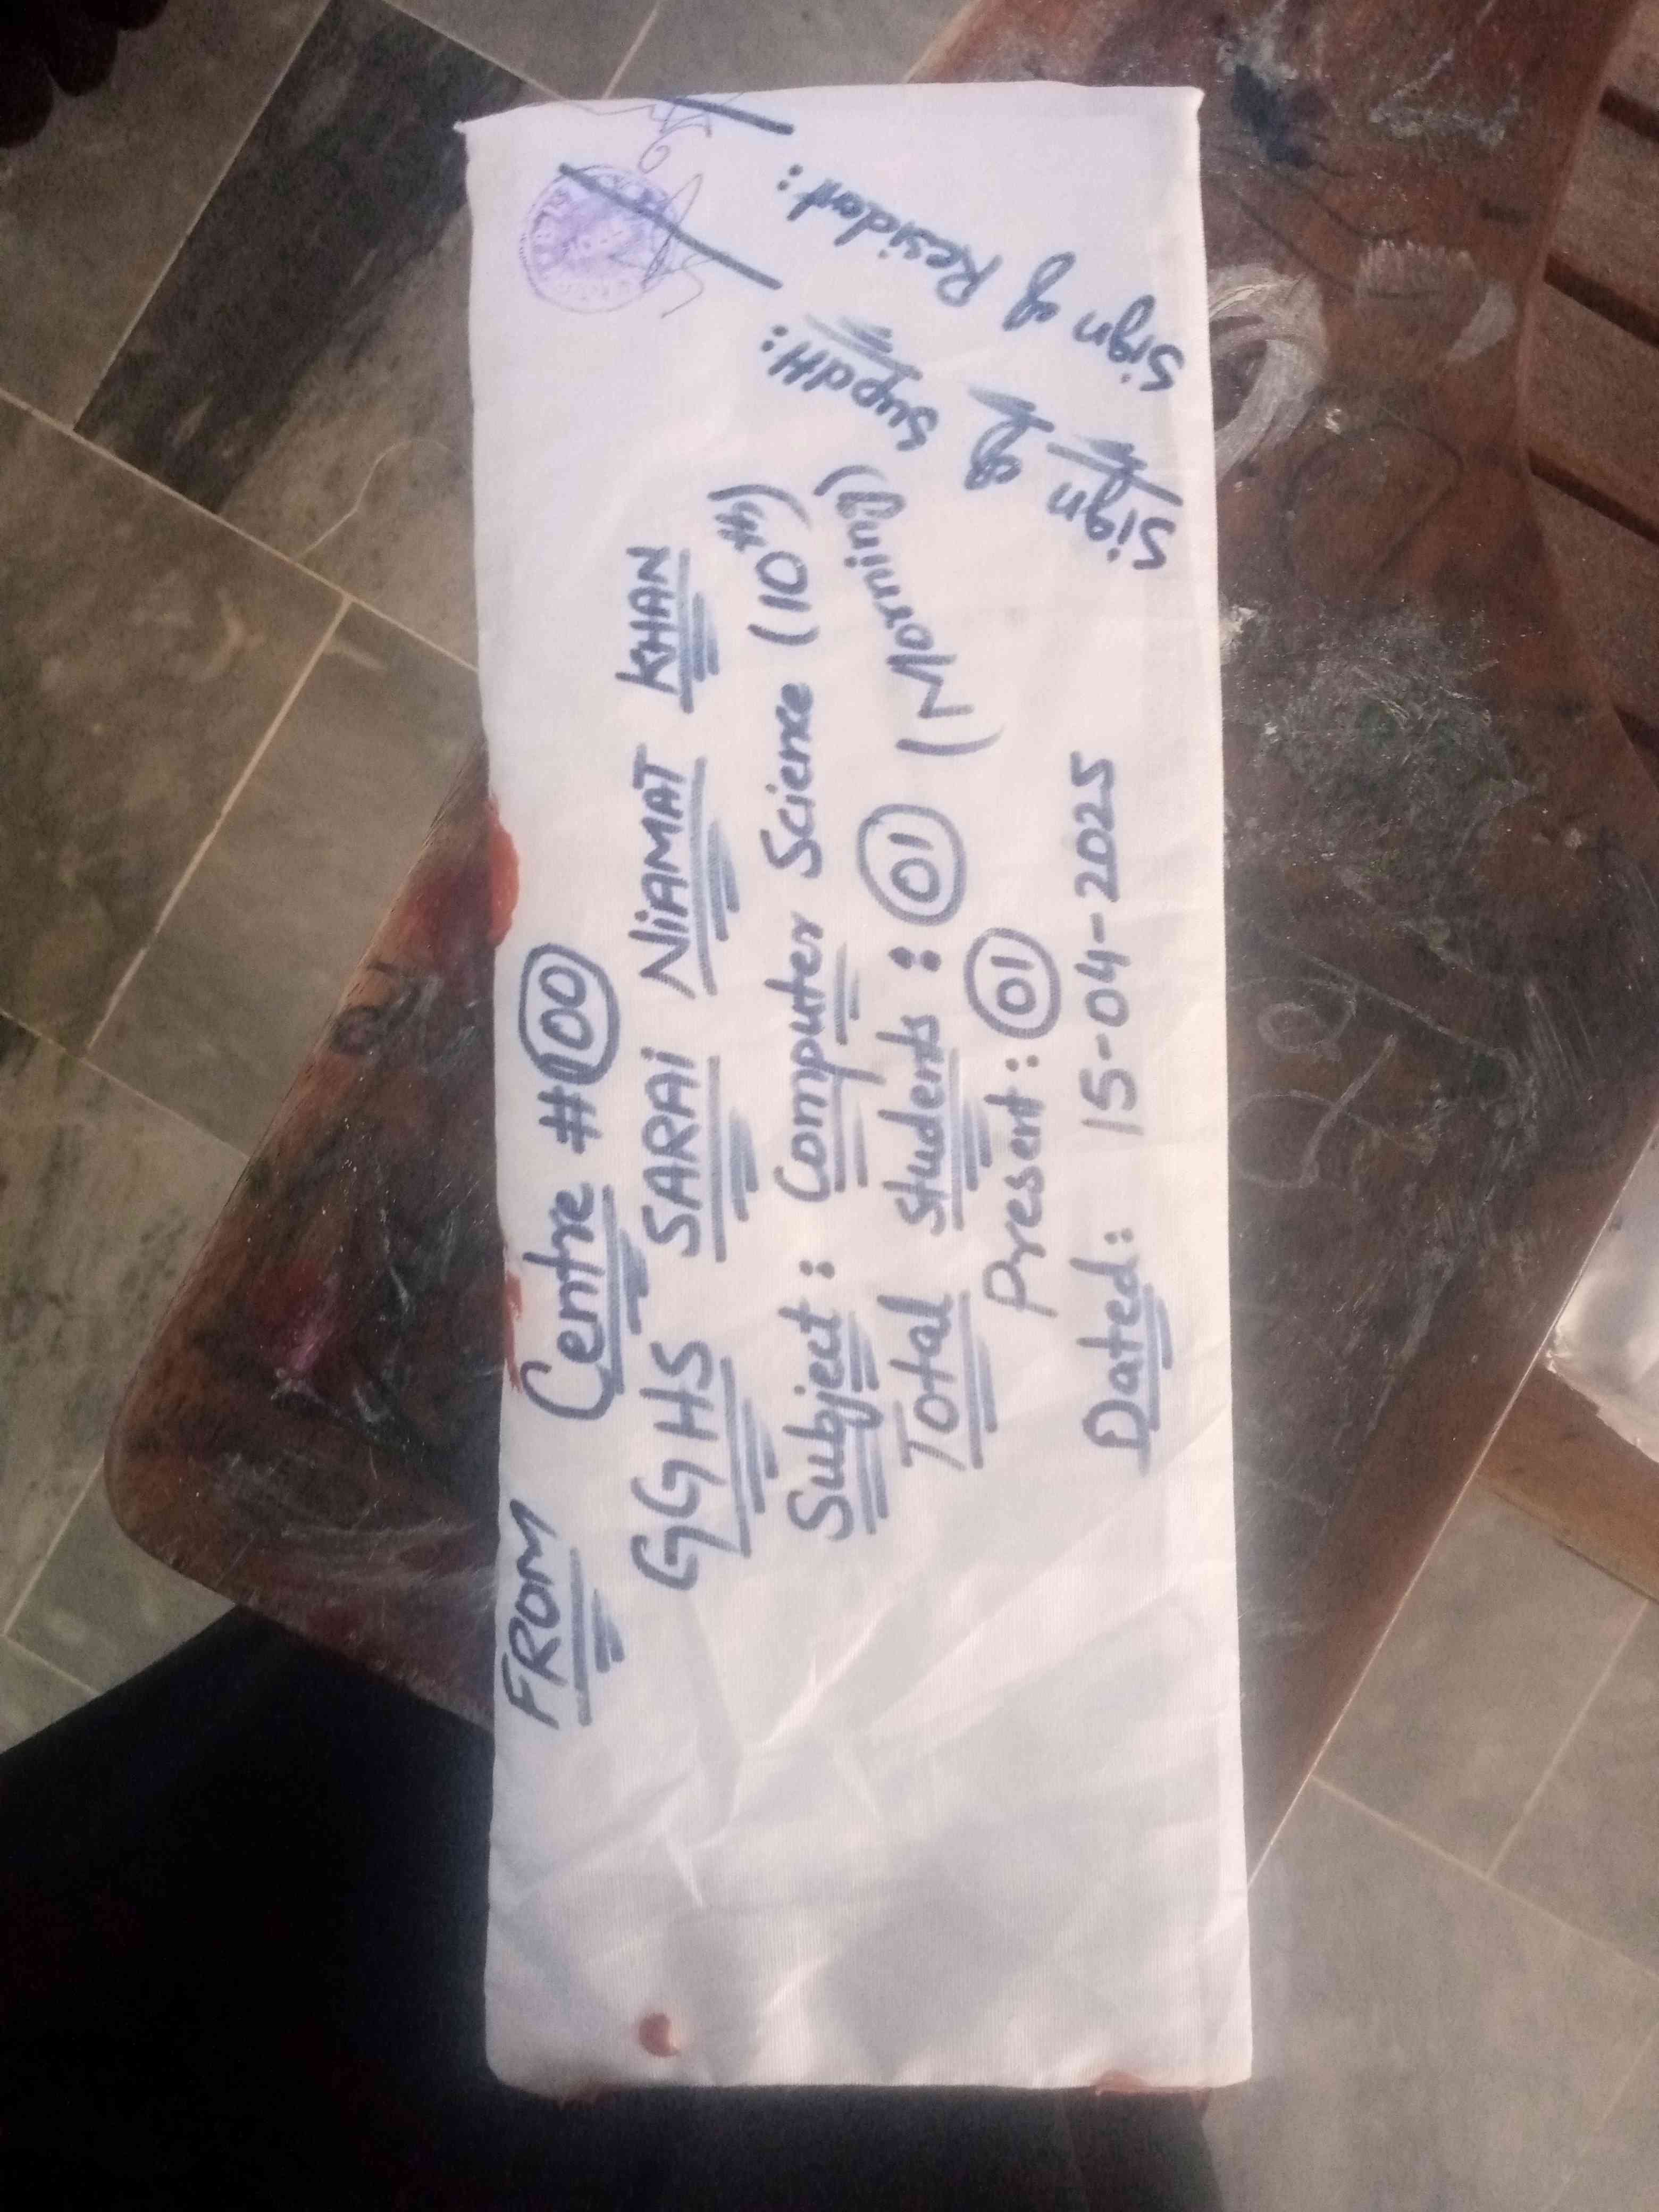 FROM Centre # 100
GGHS SARAI NIAMAT KHAN
Subject: Computer Science (10th)
Total Students: 01 (Morning)
Present: 01
Dated: 15-04-2025
Sign of Supdtt:
Sign of Resident: